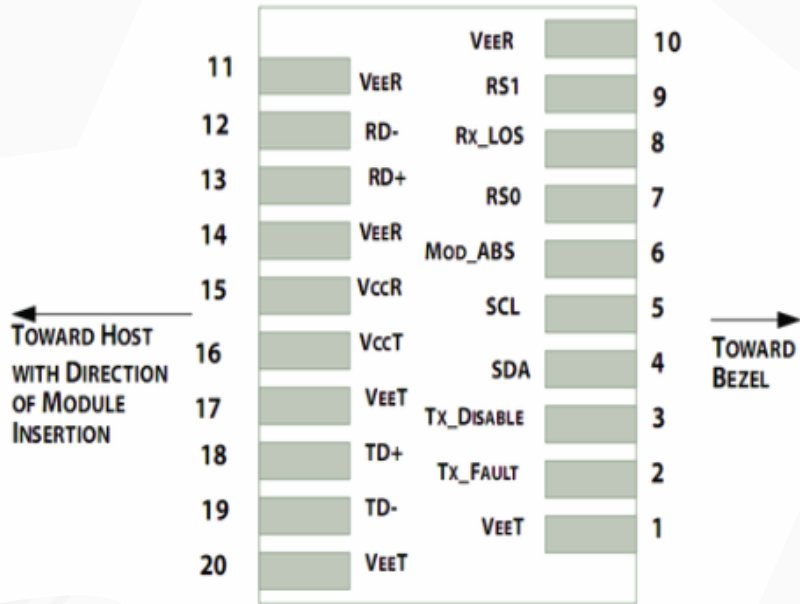 11 VEER
12 RD-
13 RD+
14 VEER
15 VCCR
16 VCCT
17 VEET
18 TD+
19 TD-
20 VEET
VEER 10
RS1 9
RX_LOS 8
RS0 7
MOD_ABS 6
SCL 5
SDA 4
TX_DISABLE 3
TX_FAULT 2
VEET 1
TOWARD HOST
WITH DIRECTION
OF MODULE
INSERTION
TOWARD
BEZEL